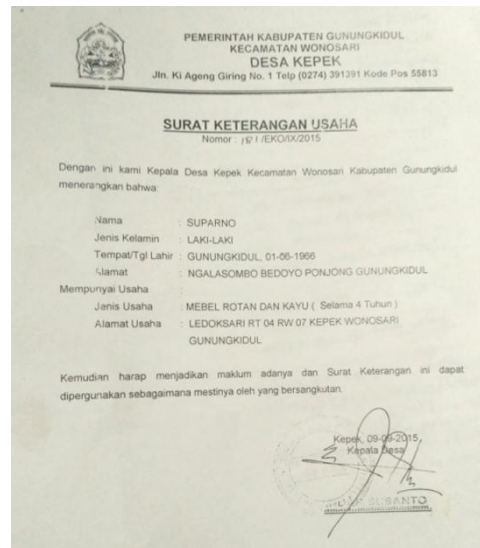 PEMERINTAH KABUPATEN GUNUNGKIDUL
KECAMATAN WONOSARI
DESA KEPEK
Jln. Ki Ageng Giring No. 1 Telp (0274) 391391 Kode Pos 55813
SURAT KETERANGAN USAHA
Nomor : /EKO/IX/2015
Dengan ini kami Kepala Desa Kepek Kecamatan Wonosari Kabupaten Gunungkidul
menerangkan bahwa:
Nama : SUPARNO
Jenis Kelamin : LAKI-LAKI
Tempat/Tgl Lahir : GUNUNGKIDUL, 01-06-1966
Alamat : NGALASOMBO BEDOYO PONJONG GUNUNGKIDUL
Mempunyai Usaha :
Janis Usaha : MEBEL ROTAN DAN KAYU ( Selama 4 Tuhun )
Alamat Usaha : LEDOKSARI RT 04 RW 07 KEPEK WONOSARI
GUNUNGKIDUL
Kemudian harap menjadikan maklum adanya dan Surat Keterangan ini dapat
dipergunakan sebagaimana mestinya oleh yang bersangkutan.
Kepek, 09-09-2015
Kepala Desa
SUSANTO